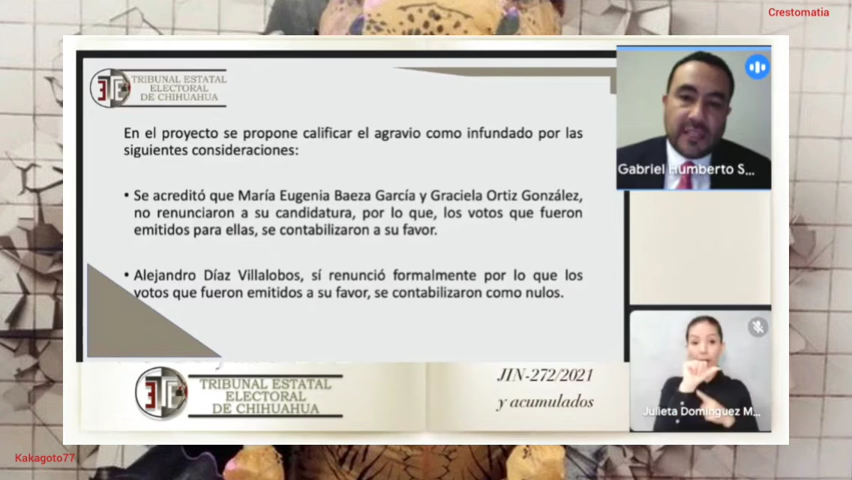 Crestomatia
TRIBUNAL ESTATAL
ELECTORAL
DE CHIHUAHUA
Gabriel Humberto S...
En el proyecto se propone calificar el agravio como infundado por las
siguientes consideraciones:
• Se acreditó que María Eugenia Baeza García y Graciela Ortiz González,
no renunciaron a su candidatura, por lo que, los votos que fueron
emitidos para ellas, se contabilizaron a su favor.
• Alejandro Díaz Villalobos, sí renunció formalmente por lo que los
votos que fueron emitidos a su favor, se contabilizaron como nulos.
TRIBUNAL ESTATAL
ELECTORAL
DE CHIHUAHUA
JIN-272/2021
y acumulados
Julieta Domínguez M...
Kakagoto77